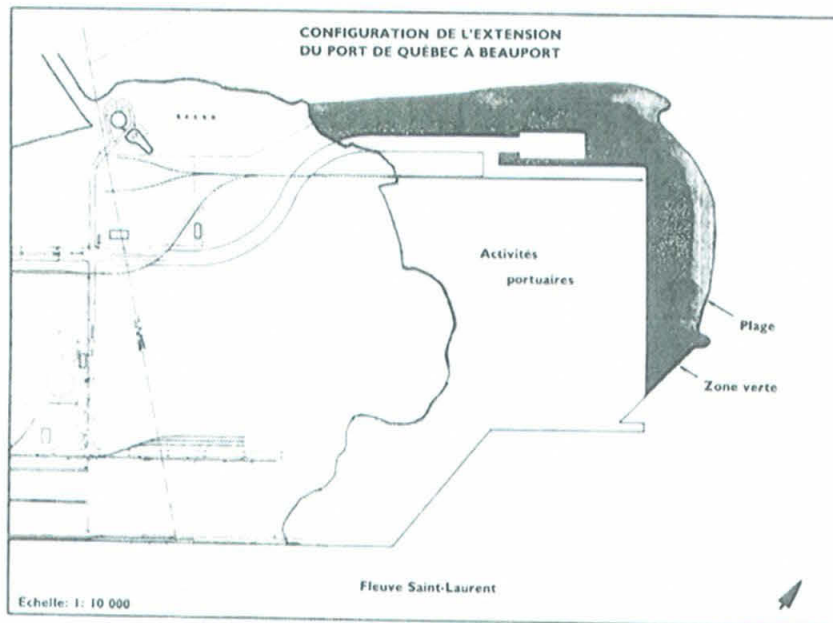 CONFIGURATION DE L'EXTENSION
DU PORT DE QUÉBEC À BEAUPORT
Activités
portuaires
Plage
Zone verte
Fleuve Saint-Laurent
Echelle: 1: 10 000